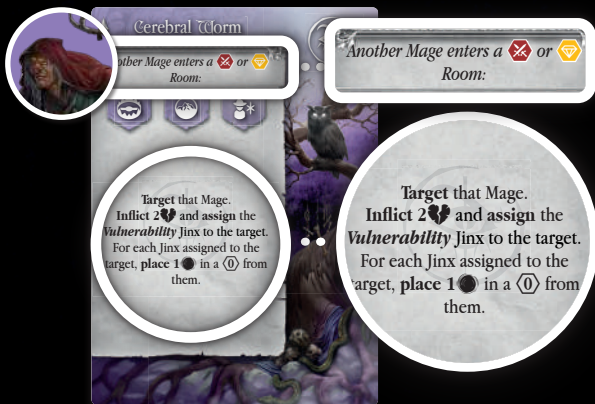 Cerebral Worm
other Mage enters a or
Room:
Another Mage enters a or
Room:
Target that Mage.
Inflict 2 and assign the
Vulnerability Jinx to the target.
For each Jinx assigned to the
target, place 1 in a 0 from
them.
Target that Mage.
Inflict 2 and assign the
Vulnerability Jinx to the target.
For each Jinx assigned to the
target, place 1 in a 0 from
them.